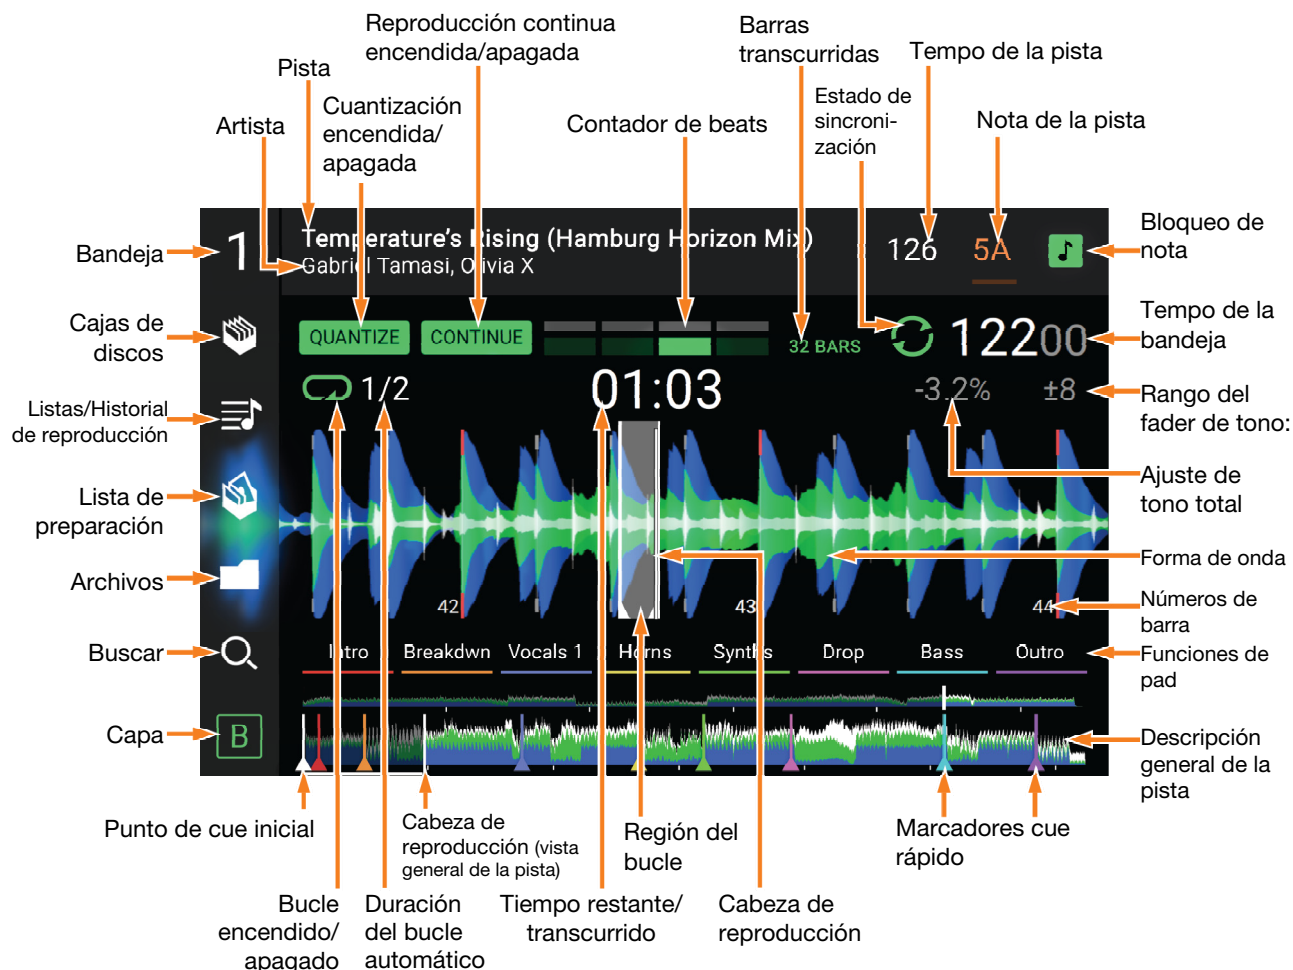 Reproducción continua
encendida/apagada
Barras
transcurridas
Tempo de la pista
Pista
Cuantización
encendida/
apagada
Estado de
sincroni-
zación
Artista
Contador de beats
Nota de la pista
Bandeja
1
Temperature's Rising (Hamburg Horizon Mix)
Gabriel Tamasi, Olivia X
126
5A
Bloqueo de
nota
Cajas de
discos
QUANTIZE
CONTINUE
32 BARS
12200
Tempo de la
bandeja
1/2
01:03
-3.2%
±8
Rango del
fader de tono:
Listas/Historial
de reproducción
Lista de
preparación
Ajuste de
tono total
Forma de onda
Archivos
42
43
44
Números de
barra
Buscar
Intro
Breakdwn
Vocals 1
Horns
Synths
Drop
Bass
Outro
Funciones de
pad
Capa
B
Descripción
general de la
pista
Punto de cue inicial
Cabeza de
reproducción (vista
general de la pista)
Región del
bucle
Marcadores cue
rápido
Bucle
encendido/
apagado
Duración
del bucle
automático
Tiempo restante/
transcurrido
Cabeza de
reproducción